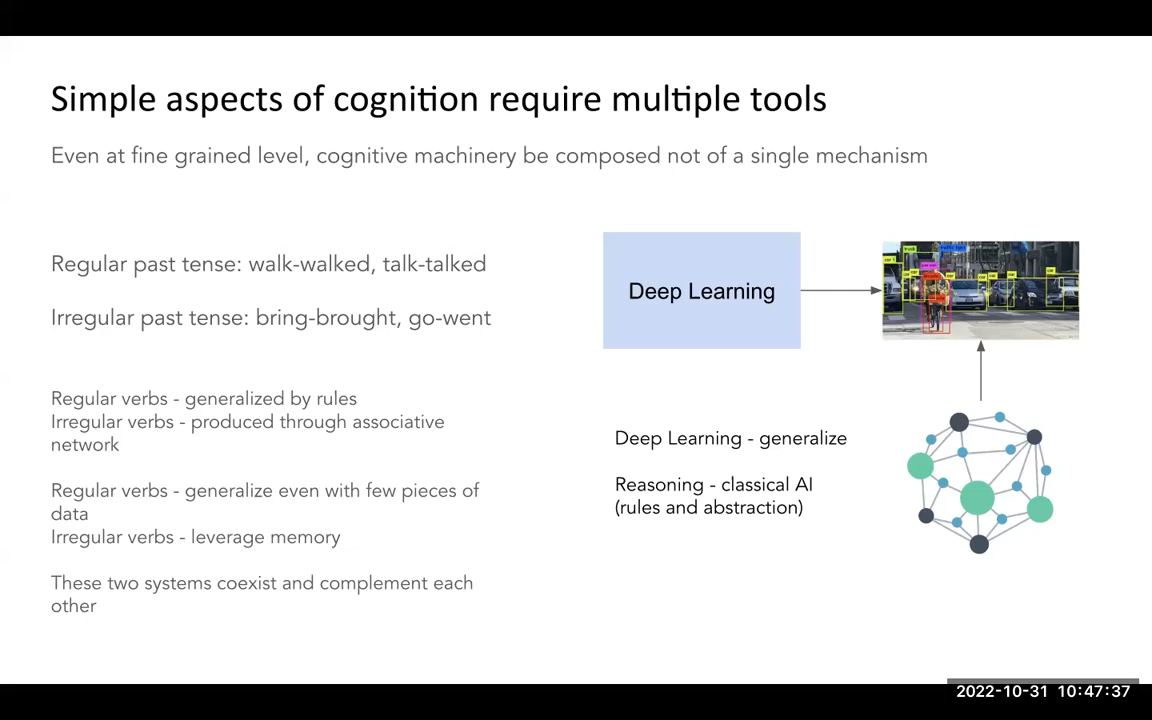 Simple aspects of cognition require multiple tools
Even at fine grained level, cognitive machinery be composed not of a single mechanism
Regular past tense: walk-walked, talk-talked
Irregular past tense: bring-brought, go-went
Regular verbs - generalized by rules
Irregular verbs - produced through associative
network
Regular verbs - generalize even with few pieces of
data
Irregular verbs - leverage memory
These two systems coexist and complement each
other
Deep Learning
Deep Learning - generalize
Reasoning - classical AI
(rules and abstraction)
2022-10-31 10:47:37